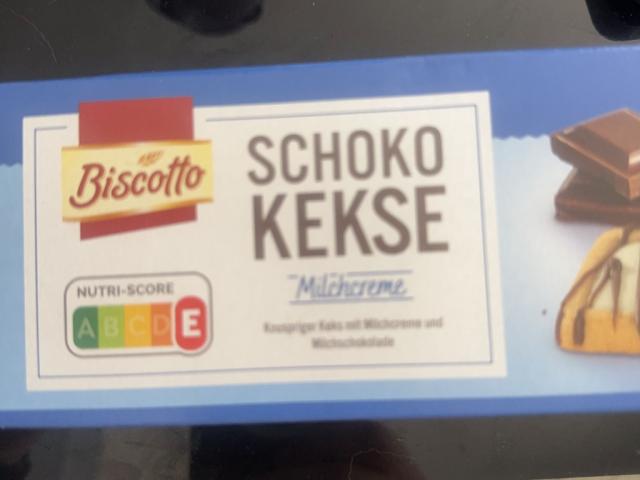 Biscotto
SCHOKO
KEKSE
Milchcreme
Knuspriger Keks mit Milchcreme und
Milchschokolade
NUTRI-SCORE
A B C D E